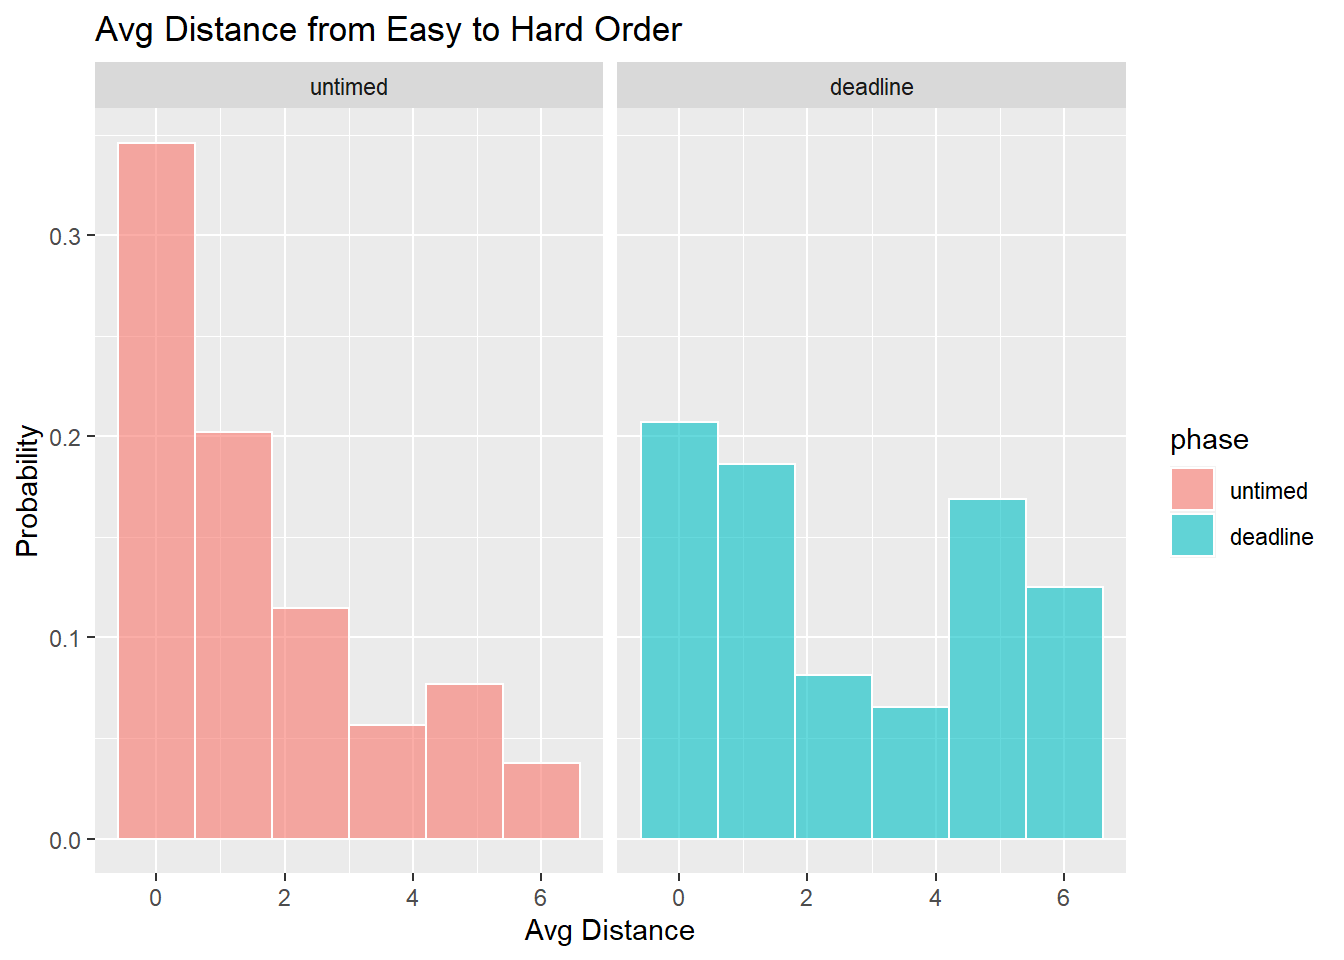 Avg Distance from Easy to Hard Order
untimed
deadline
0.3
0.2
0.1
0.0
Probability
0 2 4 6
0 2 4 6
Avg Distance
phase
untimed
deadline